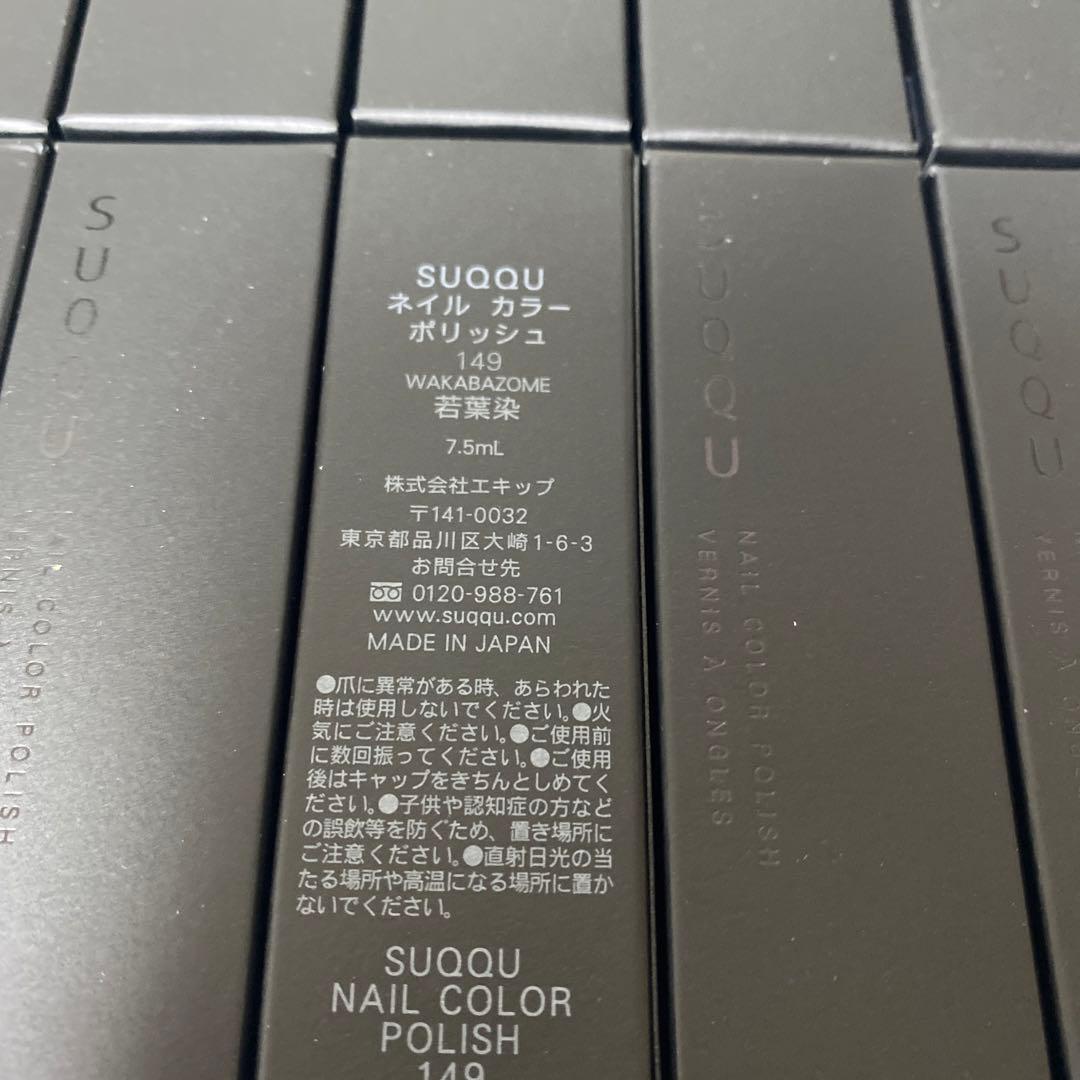 SUQQU
ネイル カラー
ポリッシュ
149
WAKABAZOME
若葉染
7.5mL
株式会社エキップ
〒141-0032
東京都品川区大崎1-6-3
お問合せ先
0120-988-761
www.suqqu.com
MADE IN JAPAN
●爪に異常がある時、あらわれた
時は使用しないでください。●火
気にご注意ください。●ご使用前
に数回振ってください。●ご使用
後はキャップをきちんとしめてく
ださい。●子供や認知症の方など
の誤飲等を防ぐため、置き場所に
ご注意ください。●直射日光の当
たる場所や高温になる場所に置か
ないでください。
SUQQU
NAIL COLOR
POLISH
149
SUQQU
COLOR POLISH
SUQQU
NAIL COLOR POLISH
VERNIS À ONGLES
SUQQU
VERNIS À